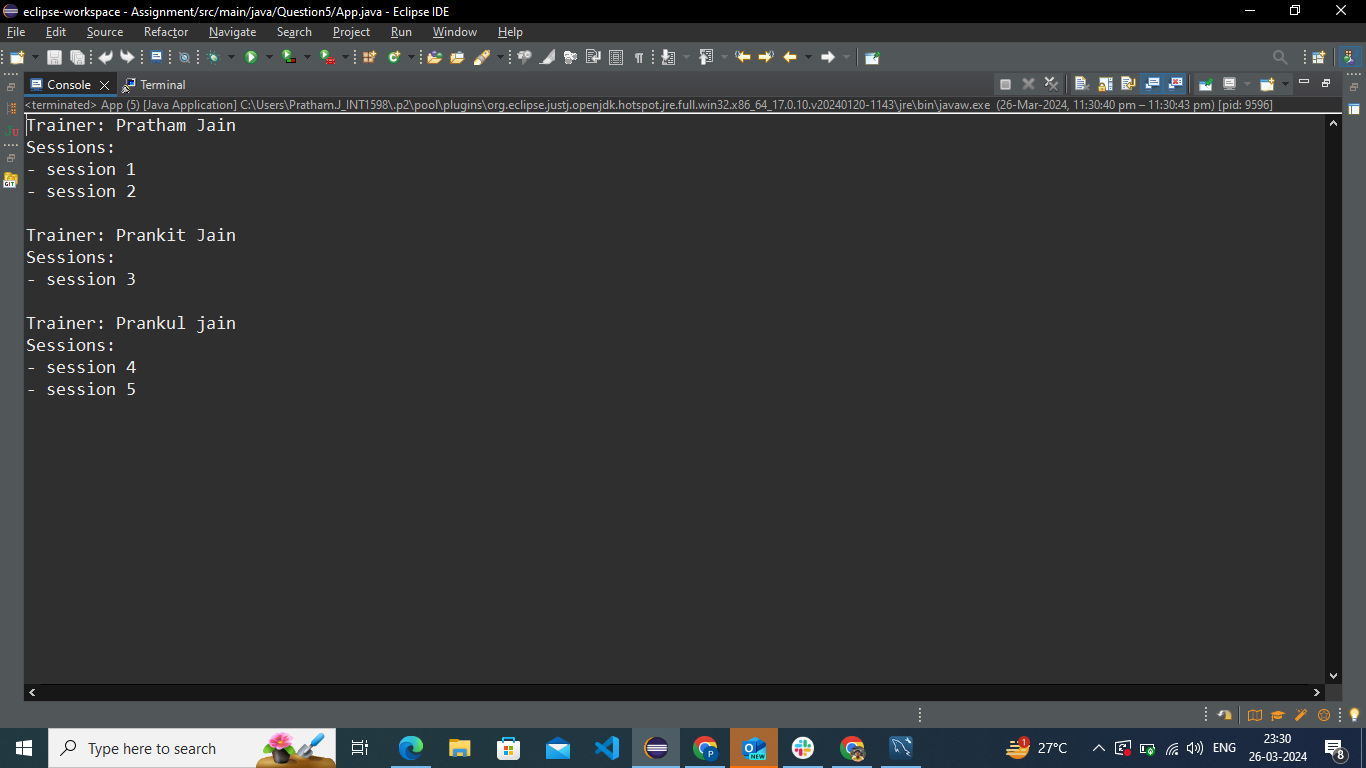 eclipse-workspace - Assignment/src/main/java/Question5/App.java - Eclipse IDE
File Edit Source Refactor Navigate Search Project Run Window Help
Console Terminal
<terminated> App (5) [Java Application] C:\Users\PrathamJ_INT1598\.p2\pool\plugins\org.eclipse.justj.openjdk.hotspot.jre.full.win32.x86_64_17.0.10.v20240120-1143\jre\bin\javaw.exe (26-Mar-2024, 11:30:40 pm – 11:30:43 pm) [pid: 9596]
Trainer: Pratham Jain
Sessions:
- session 1
- session 2
Trainer: Prankit Jain
Sessions:
- session 3
Trainer: Prankul jain
Sessions:
- session 4
- session 5
Type here to search
NEW
1
27°C
ENG
23:30
26-03-2024
8
GIT
Ju
P